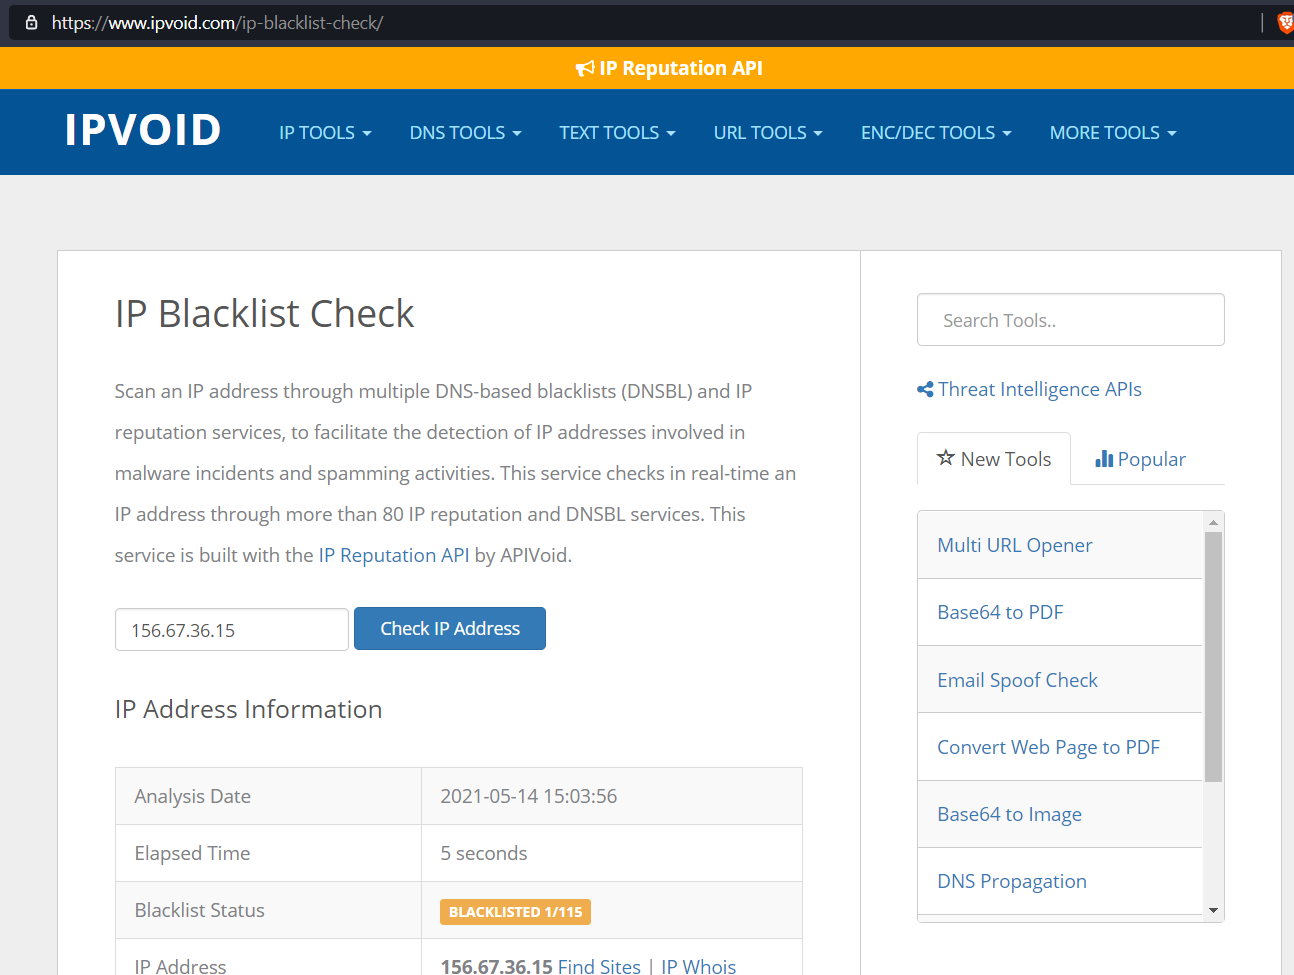 https://www.ipvoid.com/ip-blacklist-check/
IP Reputation API
IPVOID
IP TOOLS
DNS TOOLS
TEXT TOOLS
URL TOOLS
ENC/DEC TOOLS
MORE TOOLS
IP Blacklist Check
Scan an IP address through multiple DNS-based blacklists (DNSBL) and IP
reputation services, to facilitate the detection of IP addresses involved in
malware incidents and spamming activities. This service checks in real-time an
IP address through more than 80 IP reputation and DNSBL services. This
service is built with the IP Reputation API by APIVoid.
156.67.36.15
Check IP Address
IP Address Information
Analysis Date 2021-05-14 15:03:56
Elapsed Time 5 seconds
Blacklist Status BLACKLISTED 1/115
IP Address 156.67.36.15 Find Sites | IP Whois
Search Tools..
Threat Intelligence APIs
New Tools
Popular
Multi URL Opener
Base64 to PDF
Email Spoof Check
Convert Web Page to PDF
Base64 to Image
DNS Propagation